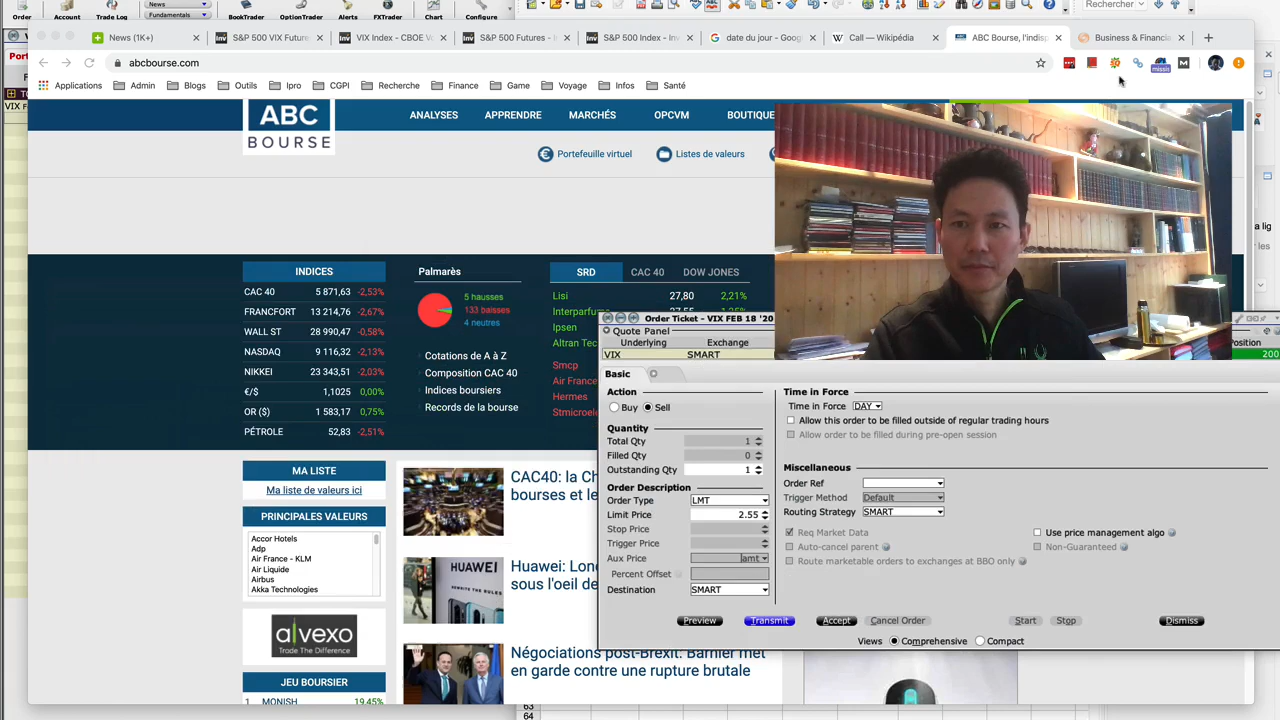 Order
Account
Trade Log
News
Fundamentals
BookTrader
OptionTrader
Alerts
FXTrader
Chart
Configure
Rechercher
News (1K+)
S&P 500 VIX Future
VIX Index - CBOE Vo
S&P 500 Futures - I
S&P 500 Index - Inv
date du jour - Goog
Call — Wikipédia
ABC Bourse, l'indisp
Business & Financia
abcbourse.com
Applications
Admin
Blogs
Outils
Ipro
CGPI
Recherche
Finance
Game
Voyage
Infos
Santé
ABC
BOURSE
ANALYSES
APPRENDRE
MARCHÉS
OPCVM
BOUTIQUE
Portefeuille virtuel
Listes de valeurs
INDICES
CAC 40 5 871,63 -2,53%
FRANCFORT 13 214,76 -2,67%
WALL ST 28 990,47 -0,58%
NASDAQ 9 116,32 -2,13%
NIKKEI 23 343,51 -2,03%
€/$ 1,1025 0,00%
OR ($) 1 583,17 0,75%
PÉTROLE 52,83 -2,51%
Palmarès
5 hausses
133 baisses
4 neutres
Cotations de A à Z
Composition CAC 40
Indices boursiers
Records de la bourse
SRD
CAC 40
DOW JONES
Lisi 27,80 2,21%
Interparfum
Ipsen
Altran Tec
Smcp
Air France
Hermes
Stmicroele
MA LISTE
Ma liste de valeurs ici
PRINCIPALES VALEURS
Accor Hotels
Adp
Air France - KLM
Air Liquide
Airbus
Akka Technologies
alvexo
Trade The Difference
JEU BOURSIER
1 MONISH 19,45%
CAC40: la Ch
bourses et le
Huawei: Lon
sous l'oeil de
Négociations post-Brexit: Barnier met
en garde contre une rupture brutale
Order Ticket - VIX FEB 18 '20
Quote Panel
Underlying
Exchange
Position
VIX
SMART
200
Basic
Action
Buy
Sell
Quantity
Total Qty 1
Filled Qty 0
Outstanding Qty 1
Order Description
Order Type LMT
Limit Price 2.55
Stop Price
Trigger Price
Aux Price amt
Percent Offset
Destination SMART
Time in Force
Time in Force DAY
Allow this order to be filled outside of regular trading hours
Allow order to be filled during pre-open session
Miscellaneous
Order Ref
Trigger Method Default
Routing Strategy SMART
Req Market Data
Use price management algo
Auto-cancel parent
Non-Guaranteed
Route marketable orders to exchanges at BBO only
Preview
Transmit
Accept
Cancel Order
Start
Stop
Dismiss
Views
Comprehensive
Compact
63
64